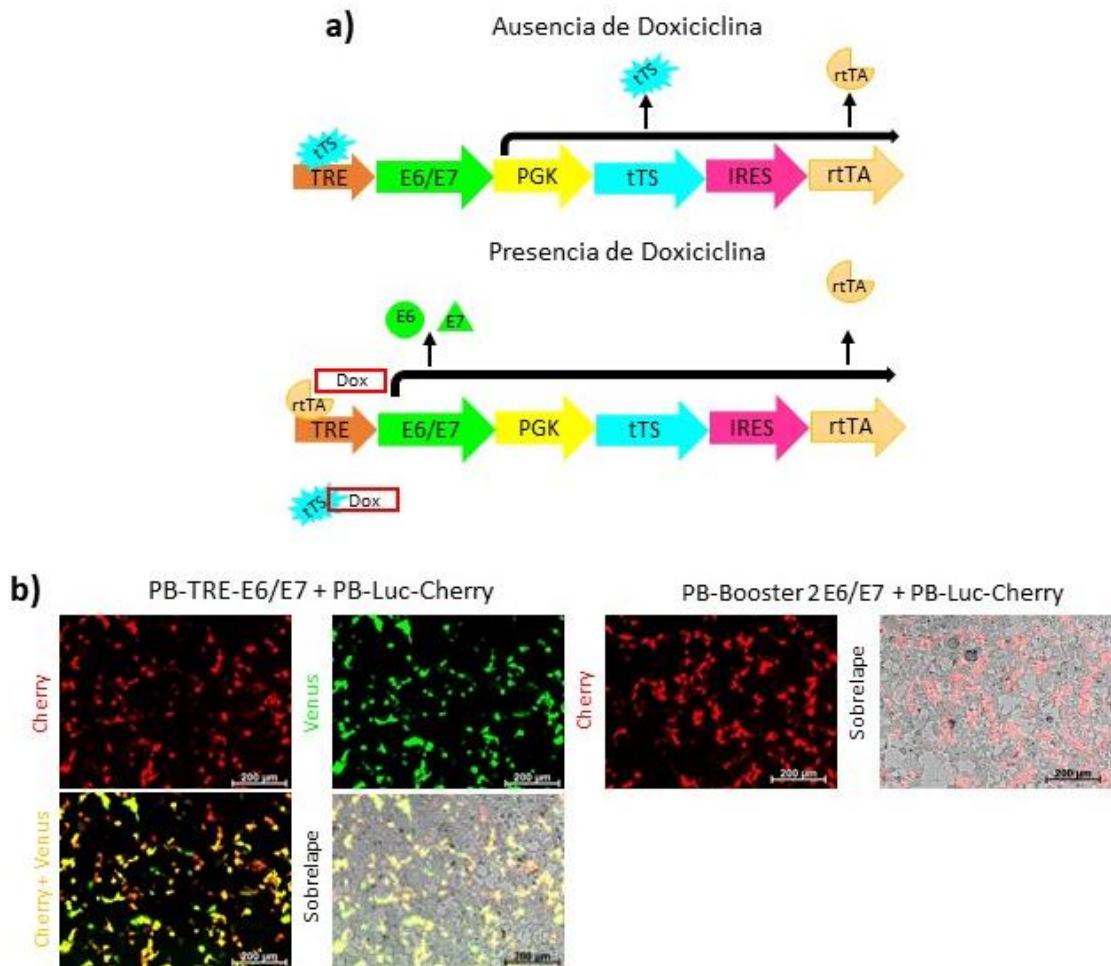 a)
Ausencia de Doxiciclina
tTS
rtTA
tTS
TRE
E6/E7
PGK
tTS
IRES
rtTA
Presencia de Doxiciclina
rtTA
E6
E7
Dox
rtTA
TRE
E6/E7
PGK
tTS
IRES
rtTA
tTS
Dox
b)
PB-TRE-E6/E7 + PB-Luc-Cherry
PB-Booster 2 E6/E7 + PB-Luc-Cherry
Cherry
200 µm
Venus
200 µm
Cherry
200 µm
Sobrelape
200 µm
Cherry+ Venus
200 µm
Sobrelape
200 µm